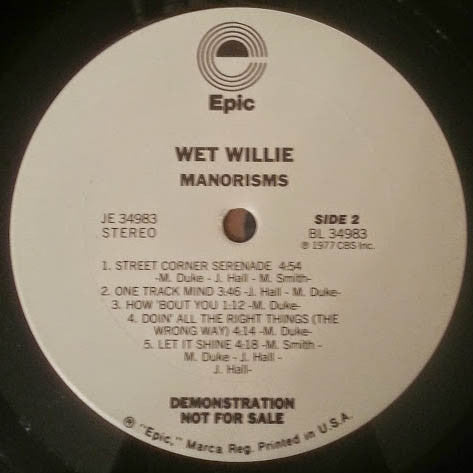 Epic
WET WILLIE
MANORISMS
JE 34983
STEREO
SIDE 2
BL 34983
℗ 1977 CBS Inc.
1. STREET CORNER SERENADE 4:54
-M. Duke- J. Hall - M. Smith-
2. ONE TRACK MIND 3:46 -J. Hall - M. Duke-
3. HOW 'BOUT YOU 1:12 -M. Duke-
4. DOIN' ALL THE RIGHT THINGS (THE
WRONG WAY) 4:14 -M. Duke-
5. LET IT SHINE 4:18 -M. Smith -
M. Duke - J. Hall -
J. Hall-
DEMONSTRATION
NOT FOR SALE
® "Epic," Marca Reg. Printed in U.S.A.